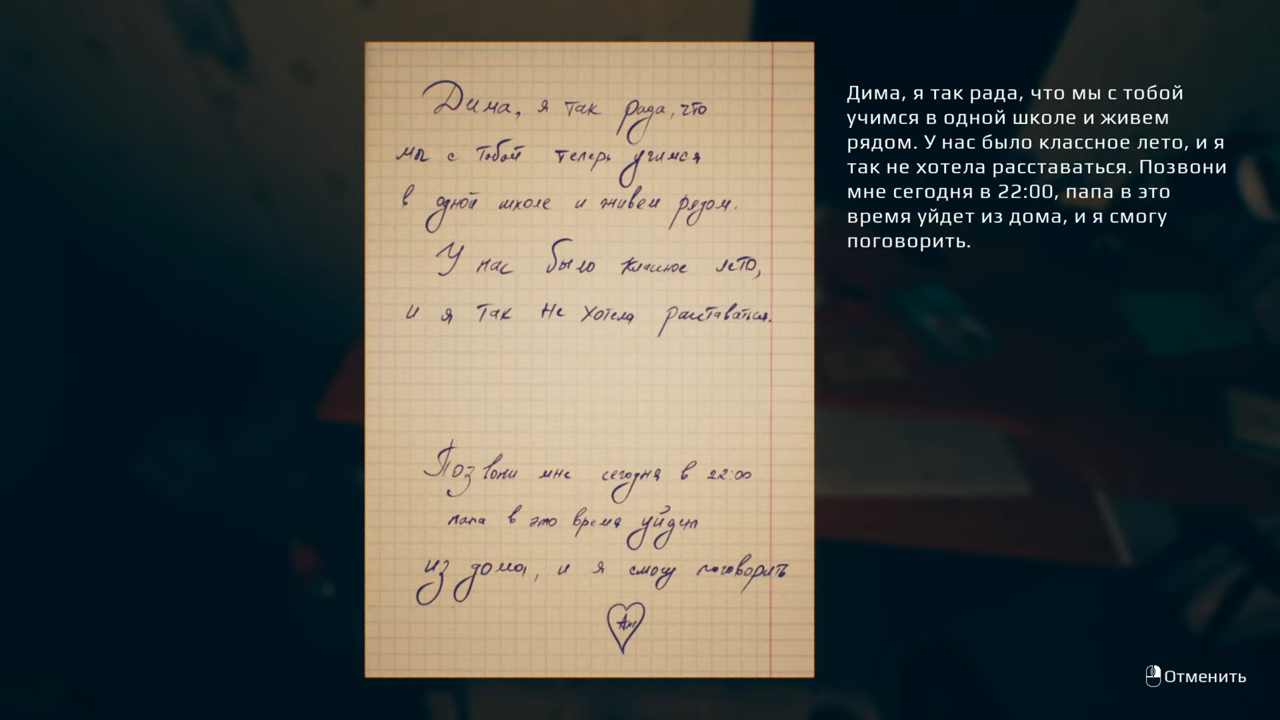 Дима, я так рада, что
мы с тобой теперь учимся
в одной школе и живем рядом.
У нас было классное лето,
и я так не хотела расставаться.
Позвони мне сегодня в 22:00
папа в это время уйдет
из дома, и я смогу поговорить
Дима, я так рада, что мы с тобой
учимся в одной школе и живем
рядом. У нас было классное лето, и я
так не хотела расставаться. Позвони
мне сегодня в 22:00, папа в это
время уйдет из дома, и я смогу
поговорить.
Отменить